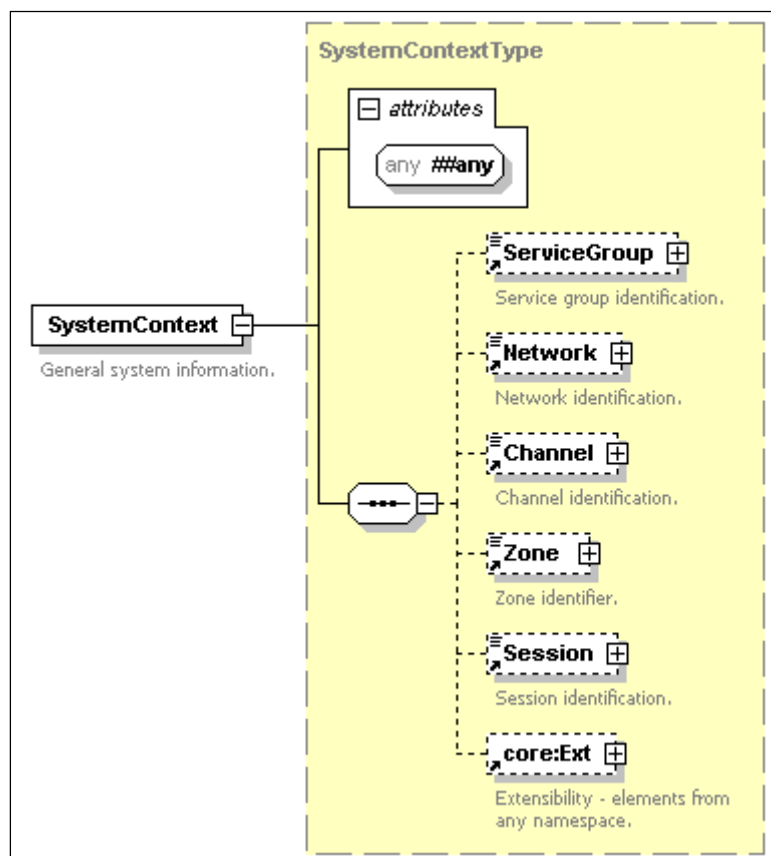 SystemContextType
attributes
any ##any
ServiceGroup
Service group identification.
SystemContext
General system information.
Network
Network identification.
Channel
Channel identification.
Zone
Zone identifier.
Session
Session identification.
core:Ext
Extensibility - elements from
any namespace.